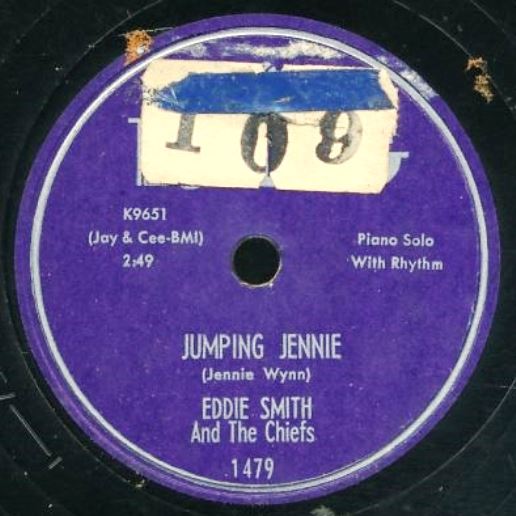 109
K9651
(Jay & Cee-BMI)
2:49
Piano Solo
With Rhythm
JUMPING JENNIE
(Jennie Wynn)
EDDIE SMITH
And The Chiefs
1479